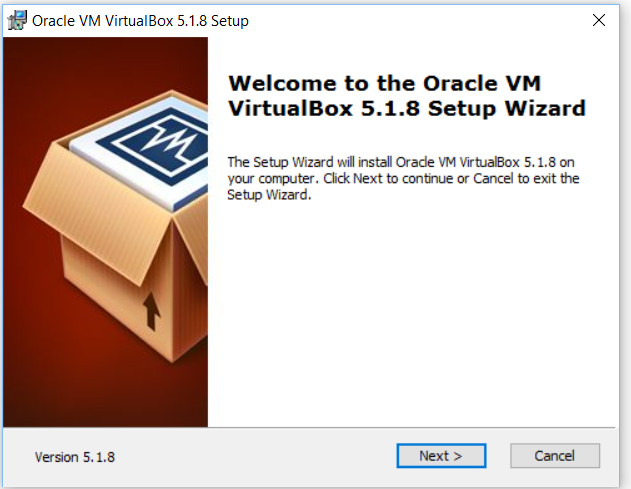 Oracle VM VirtualBox 5.1.8 Setup
Welcome to the Oracle VM
VirtualBox 5.1.8 Setup Wizard
The Setup Wizard will install Oracle VM VirtualBox 5.1.8 on
your computer. Click Next to continue or Cancel to exit the
Setup Wizard.
Version 5.1.8
Next >
Cancel